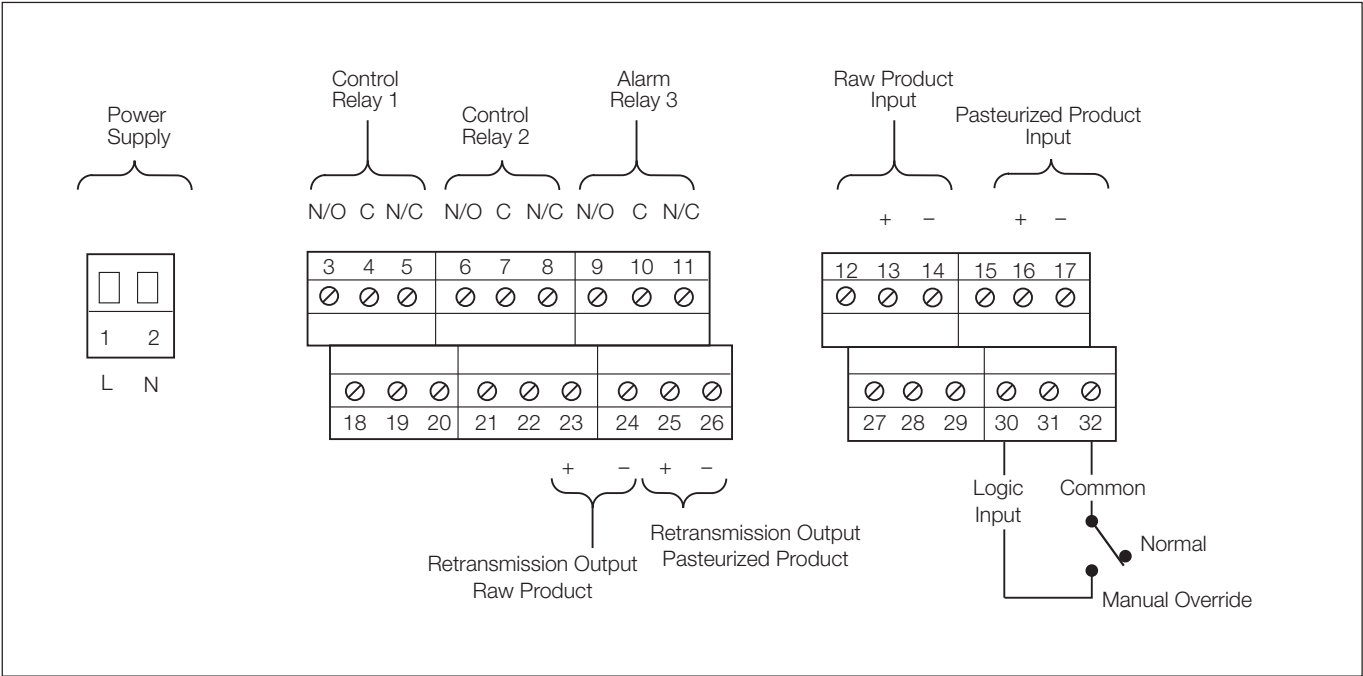 Control
Relay 1
Alarm
Relay 3
Raw Product
Input
Power
Supply
Control
Relay 2
Pasteurized Product
Input
N/O C N/C N/O C N/C N/O C N/C
+ – + –
3 4 5 6 7 8 9 10 11
12 13 14 15 16 17
1 2
L N
18 19 20 21 22 23 24 25 26
27 28 29 30 31 32
+ – + –
Logic
Input
Common
Retransmission Output
Pasteurized Product
Normal
Retransmission Output
Raw Product
Manual Override